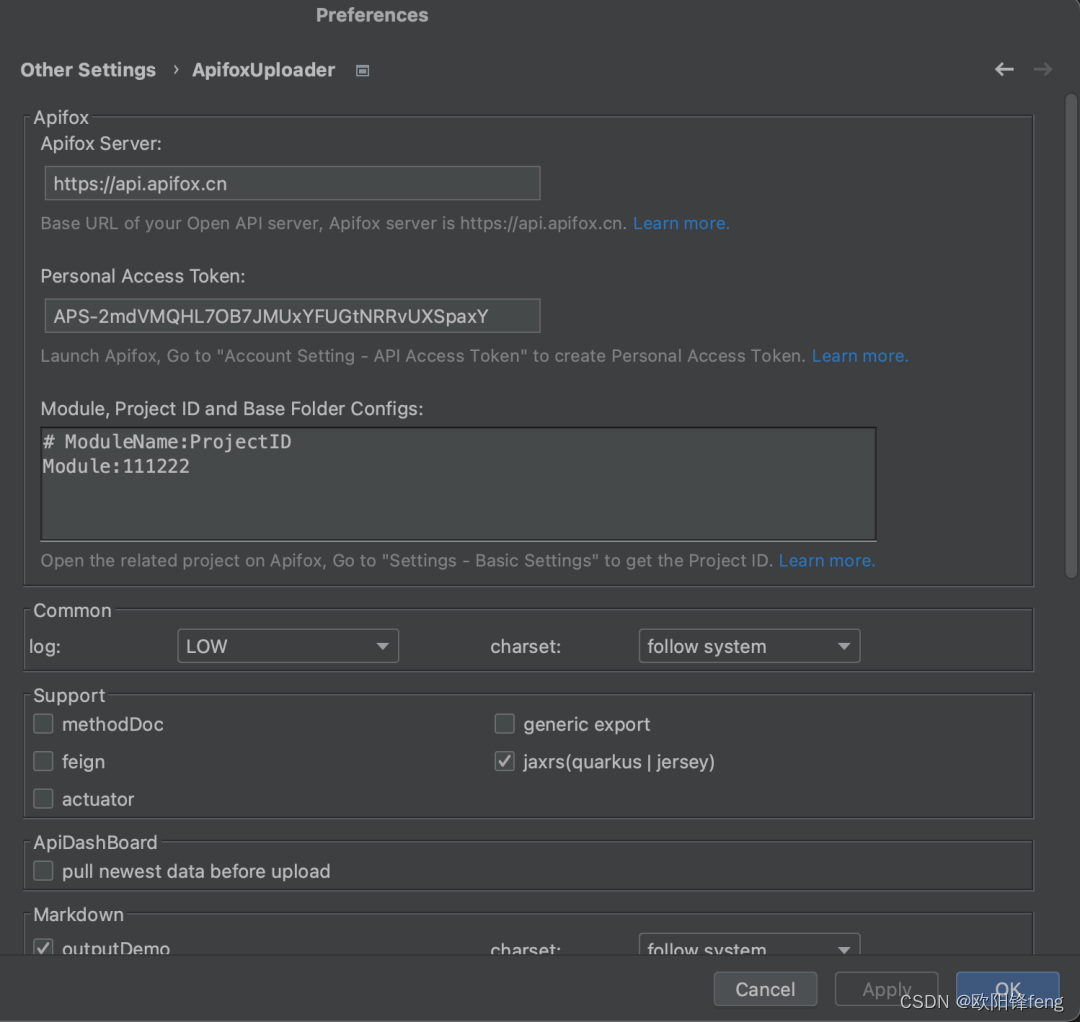 Preferences
Other Settings › ApifoxUploader
Apifox
Apifox Server:
https://api.apifox.cn
Base URL of your Open API server, Apifox server is https://api.apifox.cn. Learn more.
Personal Access Token:
APS-2mdVMQHL7OB7JMUxYFUGtNRRvUXSpaxY
Launch Apifox, Go to "Account Setting - API Access Token" to create Personal Access Token. Learn more.
Module, Project ID and Base Folder Configs:
# ModuleName:ProjectID
Module:111222
Open the related project on Apifox, Go to "Settings - Basic Settings" to get the Project ID. Learn more.
Common
log: LOW charset: follow system
Support
methodDoc generic export
feign jaxrs(quarkus | jersey)
actuator
ApiDashBoard
pull newest data before upload
Markdown
outputDemo charset: follow system
Cancel Apply OK
CSDN @欧阳锋feng